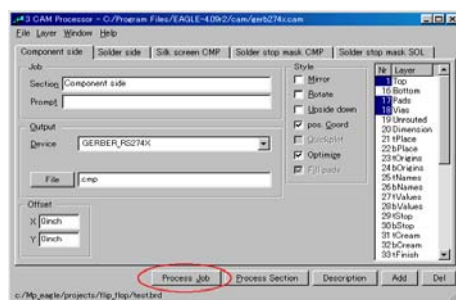 3 CAM Processor - C:/Program Files/EAGLE-4.09r2/cam/gerb274x.cam
File Layer Window Help
Component side Solder side Silk screen CMP Solder stop mask CMP Solder stop mask SOL
Job
Section Component side
Prompt
Output
Device GERBER_RS274X
File .cmp
Offset
X 0inch
Y 0inch
Style
Mirror
Rotate
Upside down
pos. Coord
Quickplot
Optimize
Fill pads
Nr Layer
1 Top
16 Bottom
17 Pads
18 Vias
19 Unrouted
20 Dimension
21 tPlace
22 bPlace
23 tOrigins
24 bOrigins
25 tNames
26 bNames
27 tValues
28 bValues
29 tStop
30 bStop
31 tCream
32 bCream
33 tFinish
Process Job Process Section Description Add Del
c:/Mp_eagle/projects/flip_flop/test.brd